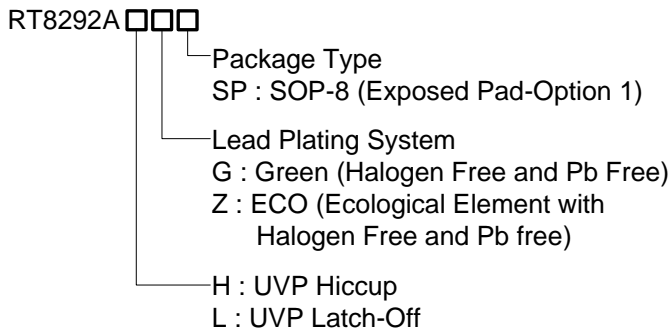 RT8292A
Package Type
SP : SOP-8 (Exposed Pad-Option 1)
Lead Plating System
G : Green (Halogen Free and Pb Free)
Z : ECO (Ecological Element with
Halogen Free and Pb free)
H : UVP Hiccup
L : UVP Latch-Off